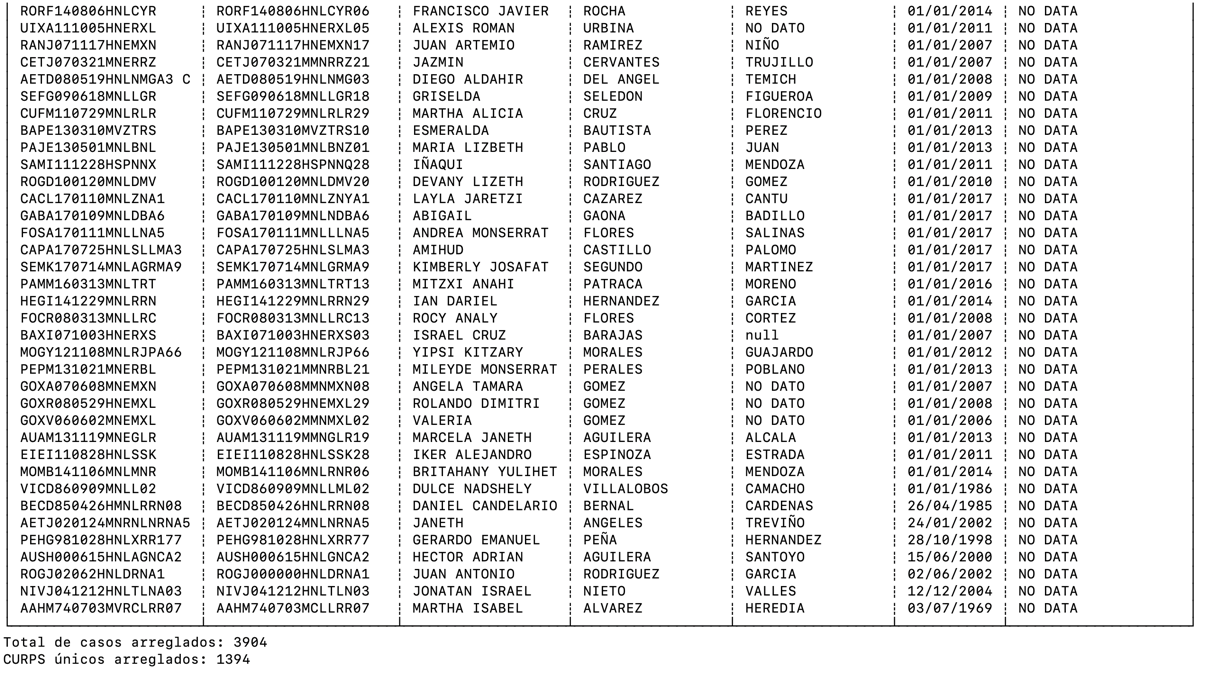 RORF140806HNLCYR ¦ RORF140806HNLCYR06 ¦ FRANCISCO JAVIER ¦ ROCHA ¦ REYES ¦ 01/01/2014 ¦ NO DATA
UIXA111005HNERXL ¦ UIXA111005HNERXL05 ¦ ALEXIS ROMAN ¦ URBINA ¦ NO DATO ¦ 01/01/2011 ¦ NO DATA
RANJ071117HNEMXN ¦ RANJ071117HNEMXN17 ¦ JUAN ARTEMIO ¦ RAMIREZ ¦ NIÑO ¦ 01/01/2007 ¦ NO DATA
CETJ070321MNERRZ ¦ CETJ070321MMNRRZ21 ¦ JAZMIN ¦ CERVANTES ¦ TRUJILLO ¦ 01/01/2007 ¦ NO DATA
AETD080519HNLNMGA3 C ¦ AETD080519HNLNMG03 ¦ DIEGO ALDAHIR ¦ DEL ANGEL ¦ TEMICH ¦ 01/01/2008 ¦ NO DATA
SEFG090618MNLLGR ¦ SEFG090618MNLLGR18 ¦ GRISELDA ¦ SELEDON ¦ FIGUEROA ¦ 01/01/2009 ¦ NO DATA
CUFM110729MNLRLR ¦ CUFM110729MNLRLR29 ¦ MARTHA ALICIA ¦ CRUZ ¦ FLORENCIO ¦ 01/01/2011 ¦ NO DATA
BAPE130310MVZTRS ¦ BAPE130310MVZTRS10 ¦ ESMERALDA ¦ BAUTISTA ¦ PEREZ ¦ 01/01/2013 ¦ NO DATA
PAJE130501MNLBNL ¦ PAJE130501MNLBNZ01 ¦ MARIA LIZBETH ¦ PABLO ¦ JUAN ¦ 01/01/2013 ¦ NO DATA
SAMI111228HSPNNX ¦ SAMI111228HSPNNQ28 ¦ IÑAQUI ¦ SANTIAGO ¦ MENDOZA ¦ 01/01/2011 ¦ NO DATA
ROGD100120MNLDMV ¦ ROGD100120MNLDMV20 ¦ DEVANY LIZETH ¦ RODRIGUEZ ¦ GOMEZ ¦ 01/01/2010 ¦ NO DATA
CACL170110MNLZNA1 ¦ CACL170110MNLZNYA1 ¦ LAYLA JARETZI ¦ CAZAREZ ¦ CANTU ¦ 01/01/2017 ¦ NO DATA
GABA170109MNLDBA6 ¦ GABA170109MNLNDBA6 ¦ ABIGAIL ¦ GAONA ¦ BADILLO ¦ 01/01/2017 ¦ NO DATA
FOSA170111MNLLNA5 ¦ FOSA170111MNLLLNA5 ¦ ANDREA MONSERRAT ¦ FLORES ¦ SALINAS ¦ 01/01/2017 ¦ NO DATA
CAPA170725HNLSLLMA3 ¦ CAPA170725HNLSLMA3 ¦ AMIHUD ¦ CASTILLO ¦ PALOMO ¦ 01/01/2017 ¦ NO DATA
SEMK170714MNLAGRMA9 ¦ SEMK170714MNLGRMA9 ¦ KIMBERLY JOSAFAT ¦ SEGUNDO ¦ MARTINEZ ¦ 01/01/2017 ¦ NO DATA
PAMM160313MNLTRT ¦ PAMM160313MNLTRT13 ¦ MITZXI ANAHI ¦ PATRACA ¦ MORENO ¦ 01/01/2016 ¦ NO DATA
HEGI141229MNLRRN ¦ HEGI141229MNLRRN29 ¦ IAN DARIEL ¦ HERNANDEZ ¦ GARCIA ¦ 01/01/2014 ¦ NO DATA
FOCR080313MNLLRC ¦ FOCR080313MNLLRC13 ¦ ROCY ANALY ¦ FLORES ¦ CORTEZ ¦ 01/01/2008 ¦ NO DATA
BAXI071003HNERXS ¦ BAXI071003HNERXS03 ¦ ISRAEL CRUZ ¦ BARAJAS ¦ null ¦ 01/01/2007 ¦ NO DATA
MOGY121108MNLRJPA66 ¦ MOGY121108MNLRJP66 ¦ YIPSI KITZARY ¦ MORALES ¦ GUAJARDO ¦ 01/01/2012 ¦ NO DATA
PEPM131021MNERBL ¦ PEPM131021MMNRBL21 ¦ MILEYDE MONSERRAT ¦ PERALES ¦ POBLANO ¦ 01/01/2013 ¦ NO DATA
GOXA070608MNEMXN ¦ GOXA070608MMNMXN08 ¦ ANGELA TAMARA ¦ GOMEZ ¦ NO DATO ¦ 01/01/2007 ¦ NO DATA
GOXR080529HNEMXL ¦ GOXR080529HNEMXL29 ¦ ROLANDO DIMITRI ¦ GOMEZ ¦ NO DATO ¦ 01/01/2008 ¦ NO DATA
GOXV060602MNEMXL ¦ GOXV060602MMNMXL02 ¦ VALERIA ¦ GOMEZ ¦ NO DATO ¦ 01/01/2006 ¦ NO DATA
AUAM131119MNEGLR ¦ AUAM131119MMNGLR19 ¦ MARCELA JANETH ¦ AGUILERA ¦ ALCALA ¦ 01/01/2013 ¦ NO DATA
EIEI110828HNLSSK ¦ EIEI110828HNLSSK28 ¦ IKER ALEJANDRO ¦ ESPINOZA ¦ ESTRADA ¦ 01/01/2011 ¦ NO DATA
MOMB141106MNLMNR ¦ MOMB141106MNLRNR06 ¦ BRITAHANY YULIHET ¦ MORALES ¦ MENDOZA ¦ 01/01/2014 ¦ NO DATA
VICD860909MNLL02 ¦ VICD860909MNLLML02 ¦ DULCE NADSHELY ¦ VILLALOBOS ¦ CAMACHO ¦ 01/01/1986 ¦ NO DATA
BECD850426HMNLRRN08 ¦ BECD850426HNLRRN08 ¦ DANIEL CANDELARIO ¦ BERNAL ¦ CARDENAS ¦ 26/04/1985 ¦ NO DATA
AETJ020124MNRNLNRNA5 ¦ AETJ020124MNLNRNA5 ¦ JANETH ¦ ANGELES ¦ TREVIÑO ¦ 24/01/2002 ¦ NO DATA
PEHG981028HNLXRR177 ¦ PEHG981028HNLXRR77 ¦ GERARDO EMANUEL ¦ PEÑA ¦ HERNANDEZ ¦ 28/10/1998 ¦ NO DATA
AUSH000615HNLAGNCA2 ¦ AUSH000615HNLGNCA2 ¦ HECTOR ADRIAN ¦ AGUILERA ¦ SANTOYO ¦ 15/06/2000 ¦ NO DATA
ROGJ02062HNLDRNA1 ¦ ROGJ000000HNLDRNA1 ¦ JUAN ANTONIO ¦ RODRIGUEZ ¦ GARCIA ¦ 02/06/2002 ¦ NO DATA
NIVJ041212HNLTLNA03 ¦ NIVJ041212HNLTLN03 ¦ JONATAN ISRAEL ¦ NIETO ¦ VALLES ¦ 12/12/2004 ¦ NO DATA
AAHM740703MVRCLRR07 ¦ AAHM740703MCLLRR07 ¦ MARTHA ISABEL ¦ ALVAREZ ¦ HEREDIA ¦ 03/07/1969 ¦ NO DATA
Total de casos arreglados: 3904
CURPS únicos arreglados: 1394